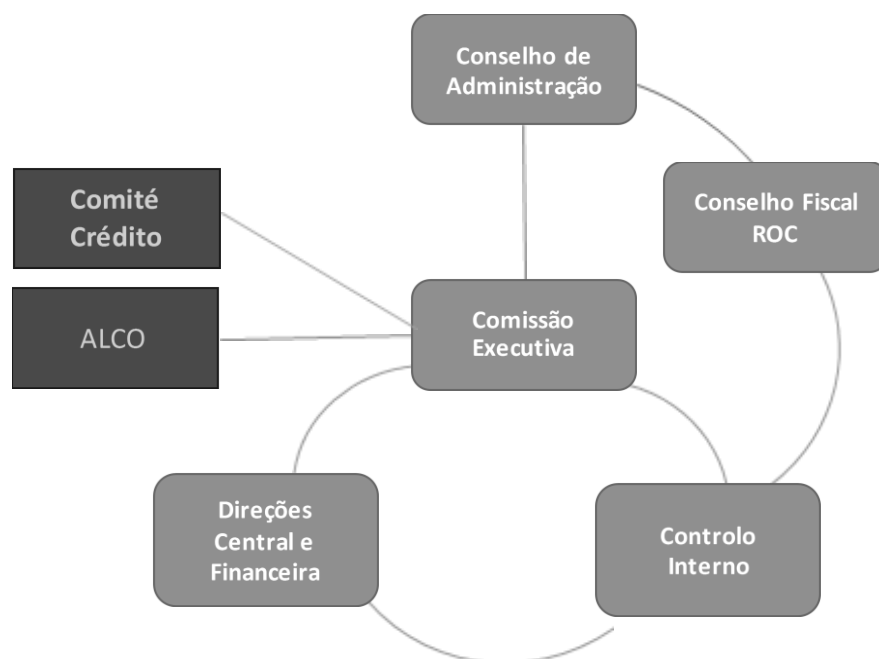 Conselho de
Administração
Comité
Crédito
Conselho Fiscal
ROC
ALCO
Comissão
Executiva
Direções
Central e
Financeira
Controlo
Interno